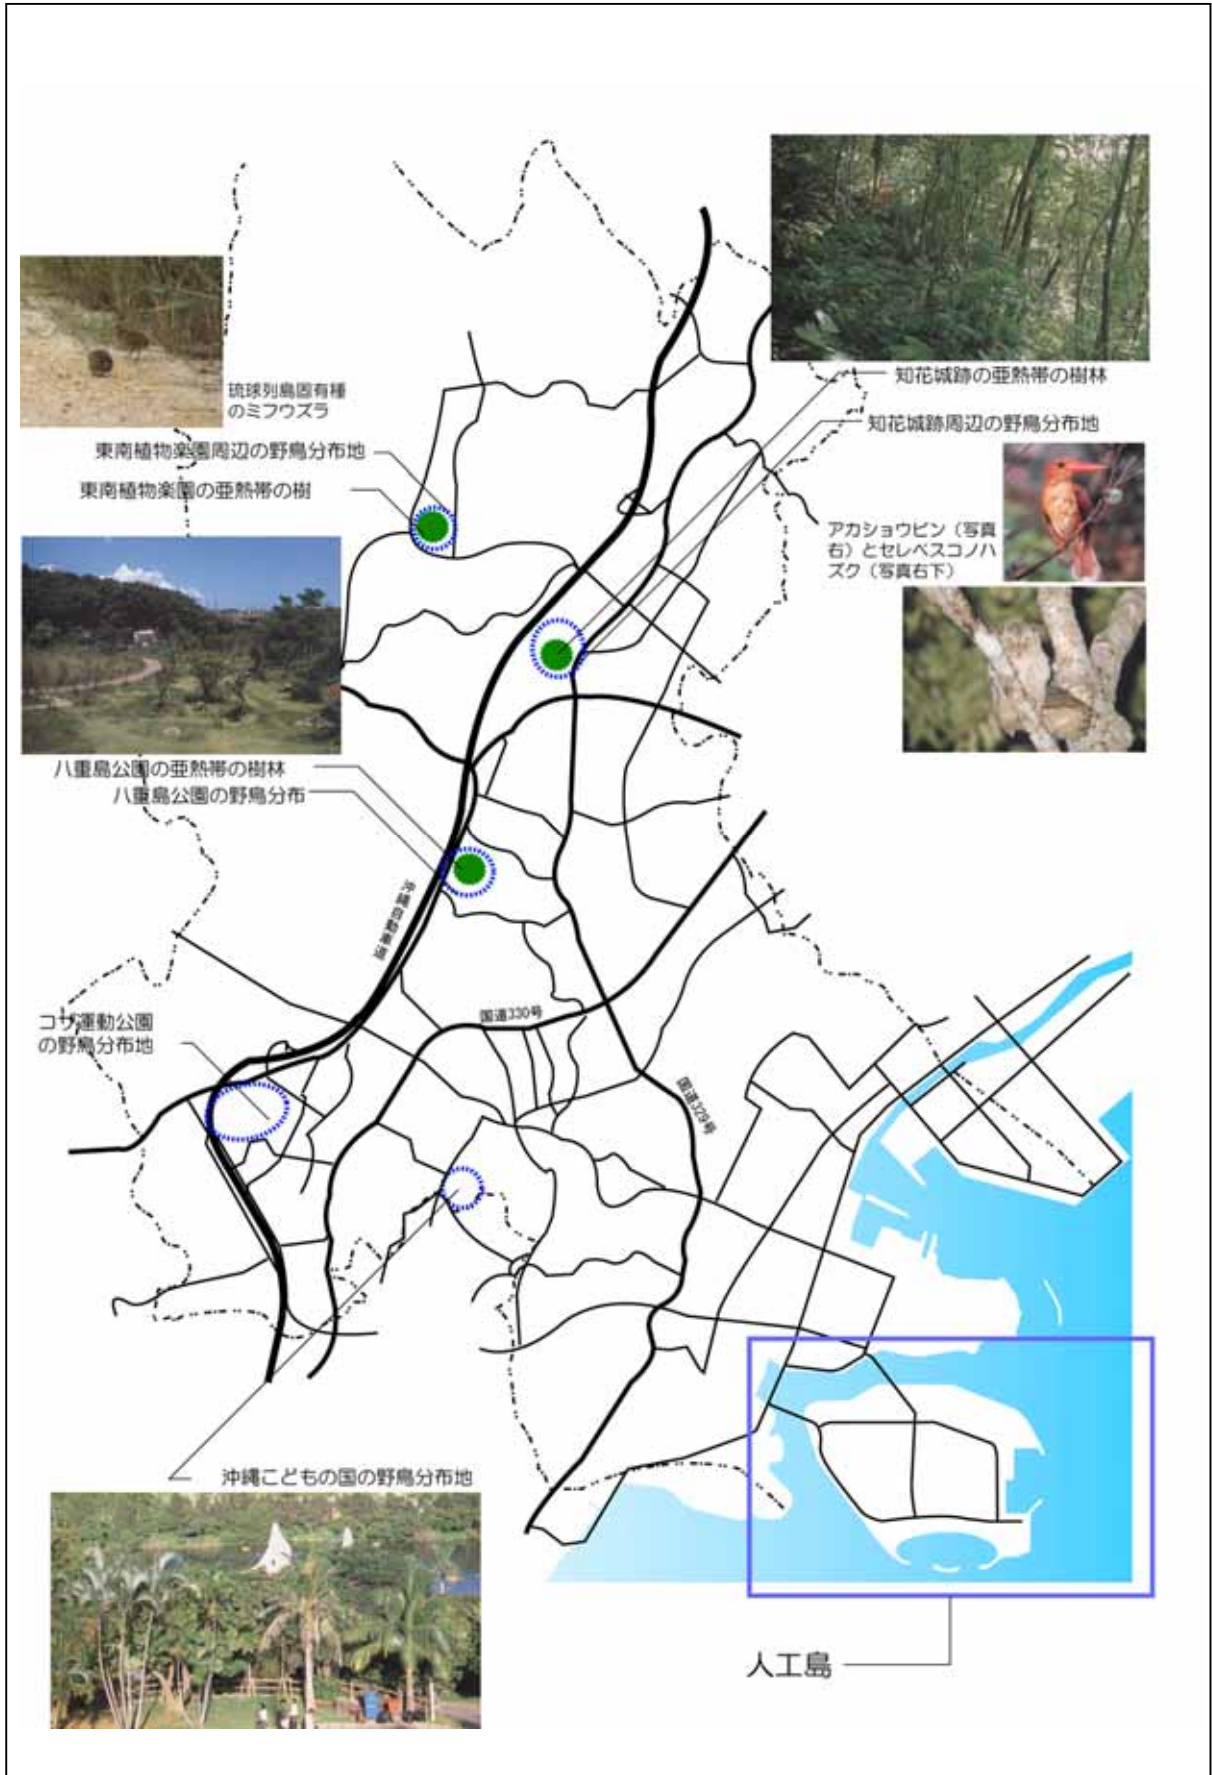 知花城跡の亜熱帯の樹林
琉球列島固有種
のミフウズラ
知花城跡周辺の野鳥分布地
東南植物楽園周辺の野鳥分布地
東南植物楽園の亜熱帯の樹
アカショウビン（写真
右）とセレベスコノハ
ズク（写真右下）
八重島公園の亜熱帯の樹林
八重島公園の野鳥分布
沖縄自動車道
国道330号
コザ運動公園
の野鳥分布地
国道329号
沖縄こどもの国の野鳥分布地
人工島